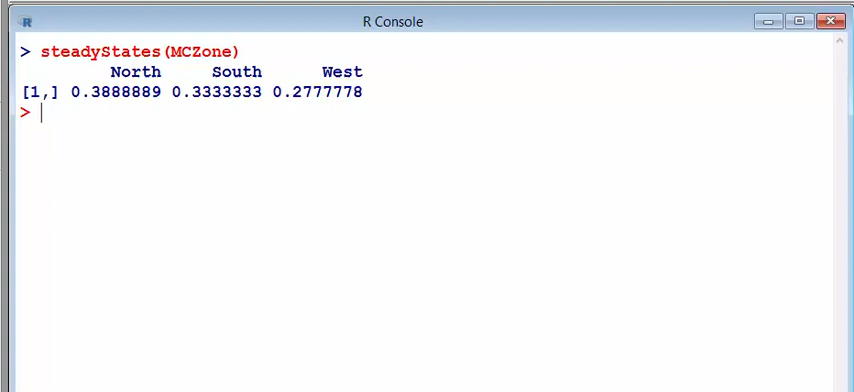 R R Console
> steadyStates(MCZone)
North South West
[1,] 0.3888889 0.3333333 0.2777778
>